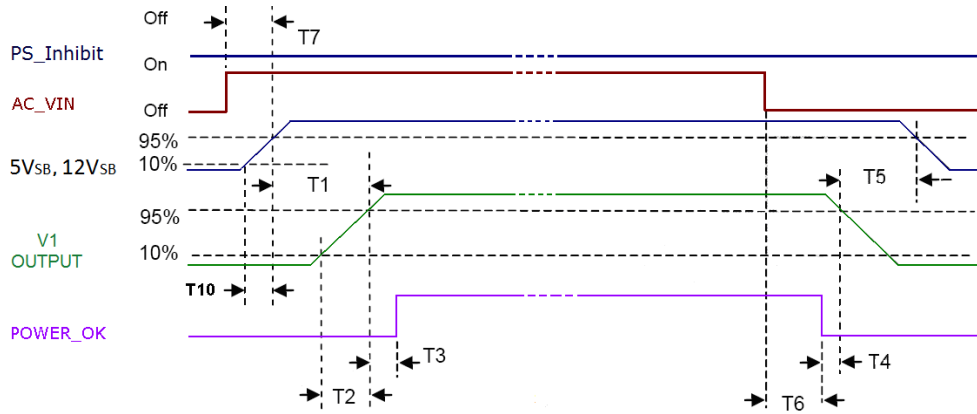 Off
T7
PS_Inhibit
On
AC_VIN
Off
95%
10%
5VSB, 12VSB
T1
T5
95%
V1
OUTPUT
10%
T10
POWER_OK
T3
T4
T2
T6